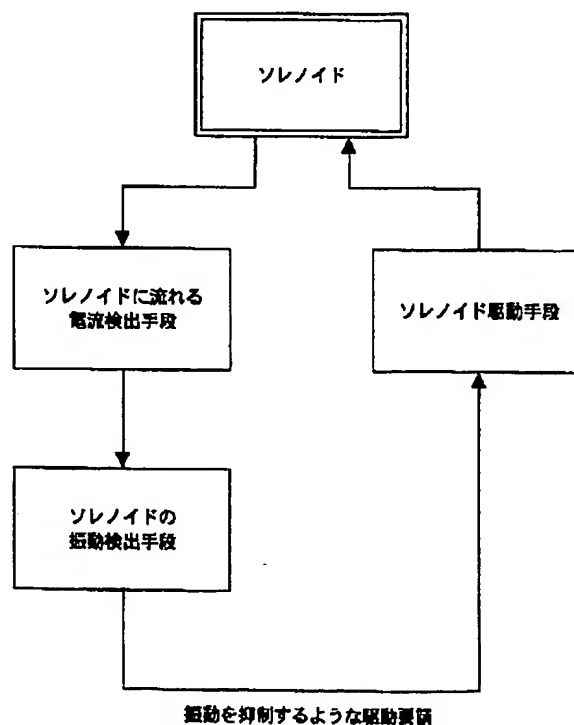 ソレノイド
ソレノイドに流れる
電流検出手段
ソレノイド駆動手段
ソレノイドの
振動検出手段
振動を抑制するような駆動要領